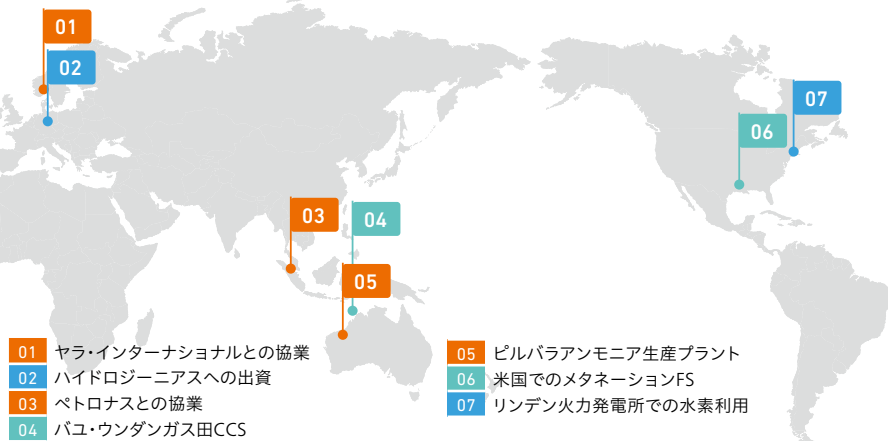 01
02
03
04
05
06
07
01 ヤラ・インターナショナルとの協業
02 ハイドロジーニアスへの出資
03 ペトロナスとの協業
04 バユ・ウンダンガス田CCS
05 ピルバラアンモニア生産プラント
06 米国でのメタネーションFS
07 リンデン火力発電所での水素利用